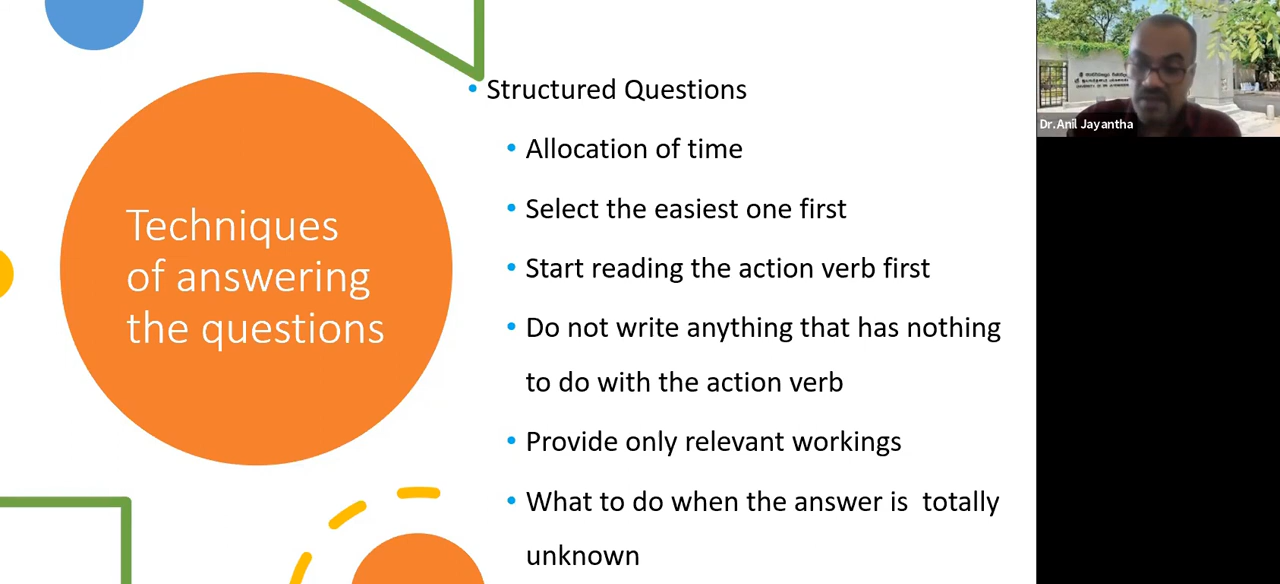 Techniques
of answering
the questions
• Structured Questions
• Allocation of time
• Select the easiest one first
• Start reading the action verb first
• Do not write anything that has nothing
to do with the action verb
• Provide only relevant workings
• What to do when the answer is  totally
unknown
Dr.Anil Jayantha